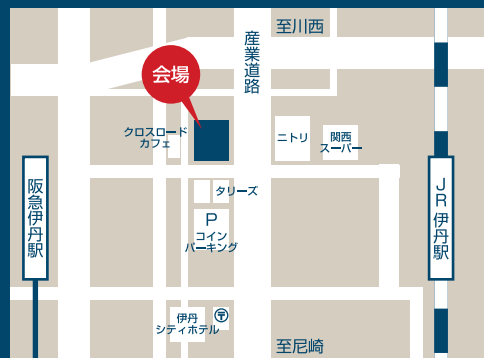 至川西
産業道路
会場
クロスロード
カフェ
ニトリ
関西
スーパー
阪急伊丹駅
タリーズ
JR伊丹駅
P
コイン
パーキング
伊丹
シティホテル
〒
至尼崎